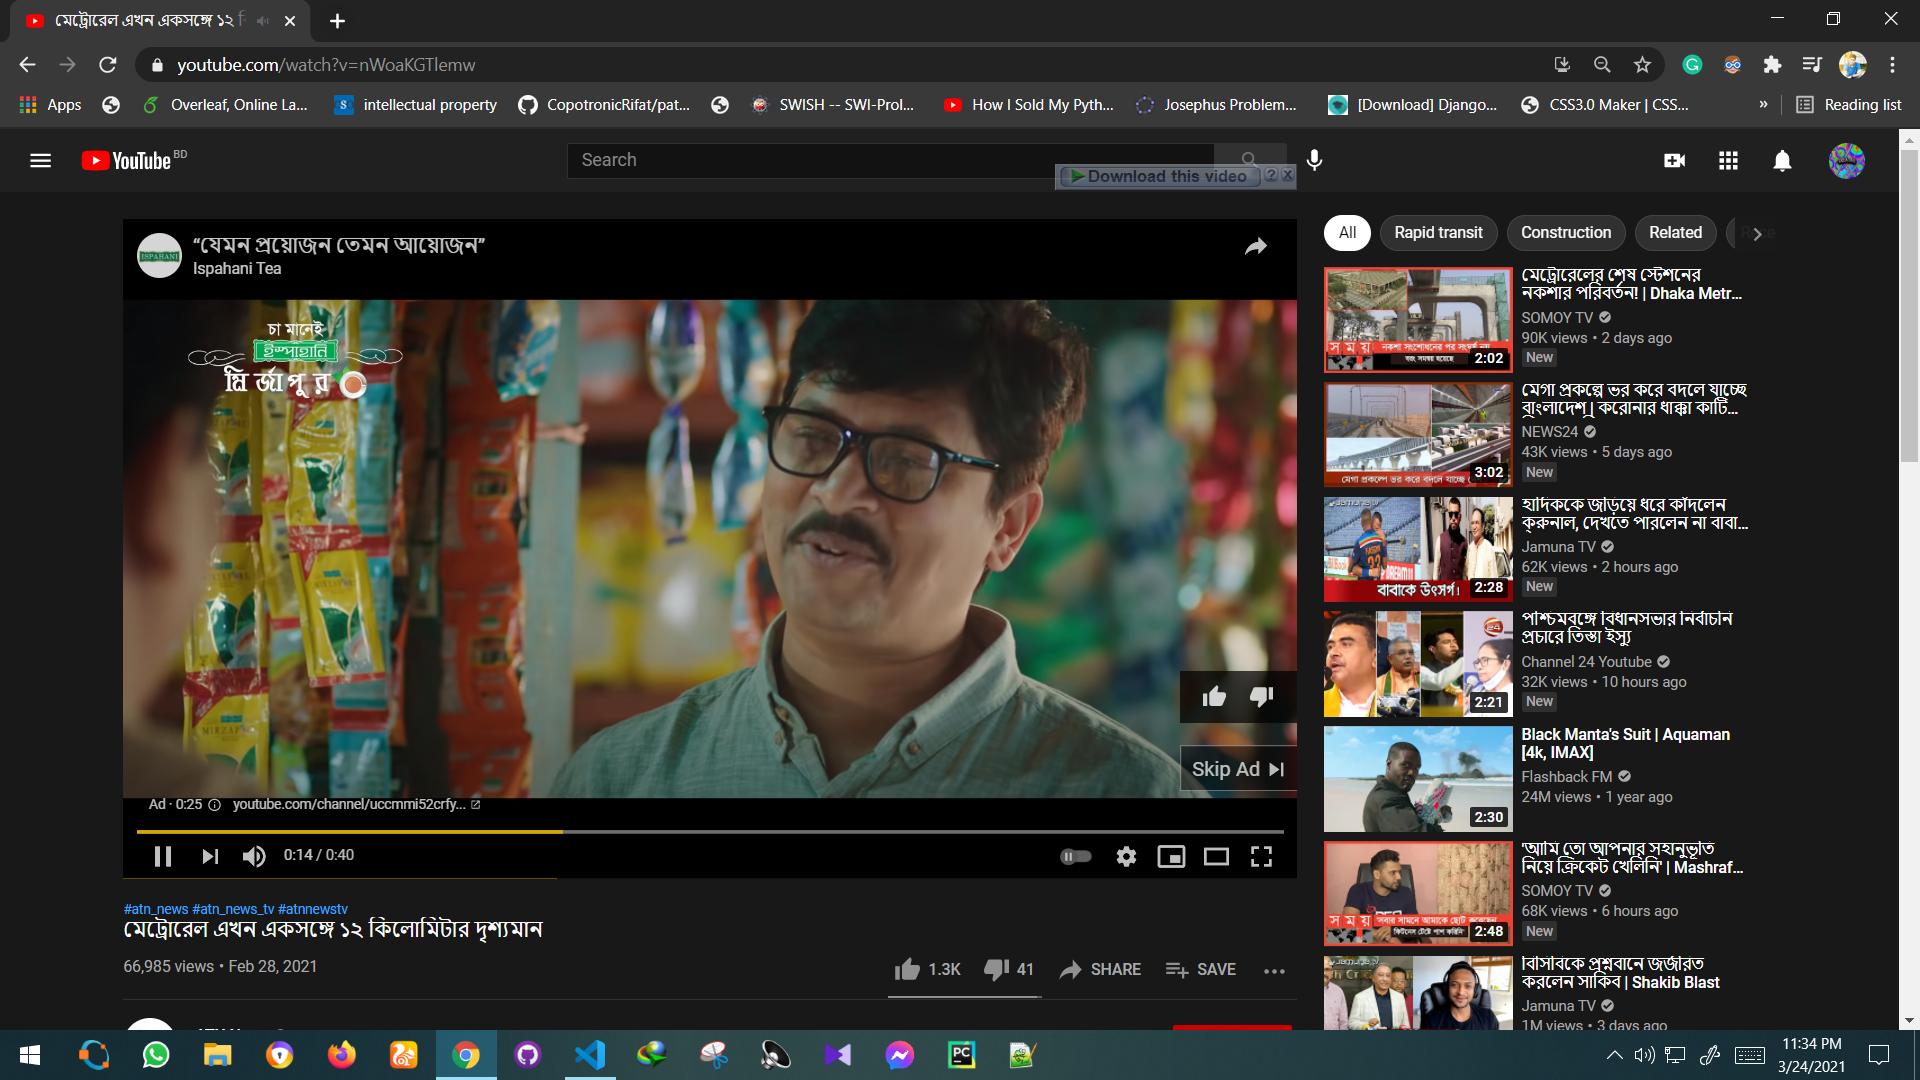 মেট্রোরেল এখন একসঙ্গে ১২ কি
youtube.com/watch?v=nWoaKGTlemw
Apps
Overleaf, Online La...
intellectual property
CopotronicRifat/pat...
SWISH -- SWI-Prol...
How I Sold My Pyth...
Josephus Problem...
[Download] Django...
CSS3.0 Maker | CSS...
»
Reading list
YouTube BD
Search
Download this video
“যেমন প্রয়োজন তেমন আয়োজন”
Ispahani Tea
ISPAHANI
চা মানেই
ইস্পাহানি
মির্জাপুর
MIRZAPORE
Skip Ad
Ad · 0:25
youtube.com/channel/uccmmi52crfy...
0:14 / 0:40
#atn_news #atn_news_tv #atnnewstv
মেট্রোরেল এখন একসঙ্গে ১২ কিলোমিটার দৃশ্যমান
66,985 views • Feb 28, 2021
1.3K
41
SHARE
SAVE
All
Rapid transit
Construction
Related
মেট্রোরেলের শেষ স্টেশনের
নকশার পরিবর্তন! | Dhaka Metr...
SOMOY TV
90K views • 2 days ago
New
সময়
2:02
মেগা প্রকল্পে ভর করে বদলে যাচ্ছে
বাংলাদেশ | করোনার ধাক্কা কাটি...
NEWS24
43K views • 5 days ago
New
মেগা প্রকল্পে ভর করে বদলে যাচ্ছে
3:02
হার্দিককে জড়িয়ে ধরে কাঁদলেন
ক্রুনাল, দেখতে পারলেন না বাবা...
Jamuna TV
62K views • 2 hours ago
New
বাবাকে উৎসর্গ!
2:28
পশ্চিমবঙ্গে বিধানসভার নির্বাচনি
প্রচারে তিস্তা ইস্যু
Channel 24 Youtube
32K views • 10 hours ago
New
24
2:21
Black Manta's Suit | Aquaman
[4k, IMAX]
Flashback FM
24M views • 1 year ago
2:30
'আমি তো আপনার সহানুভূতি
নিয়ে ক্রিকেট খেলিনি' | Mashraf...
SOMOY TV
68K views • 6 hours ago
New
সময়
2:48
বিসিবিকে প্রশ্নবানে জর্জরিত
করলেন সাকিব | Shakib Blast
Jamuna TV
1M views • 3 days ago
11:34 PM
3/24/2021